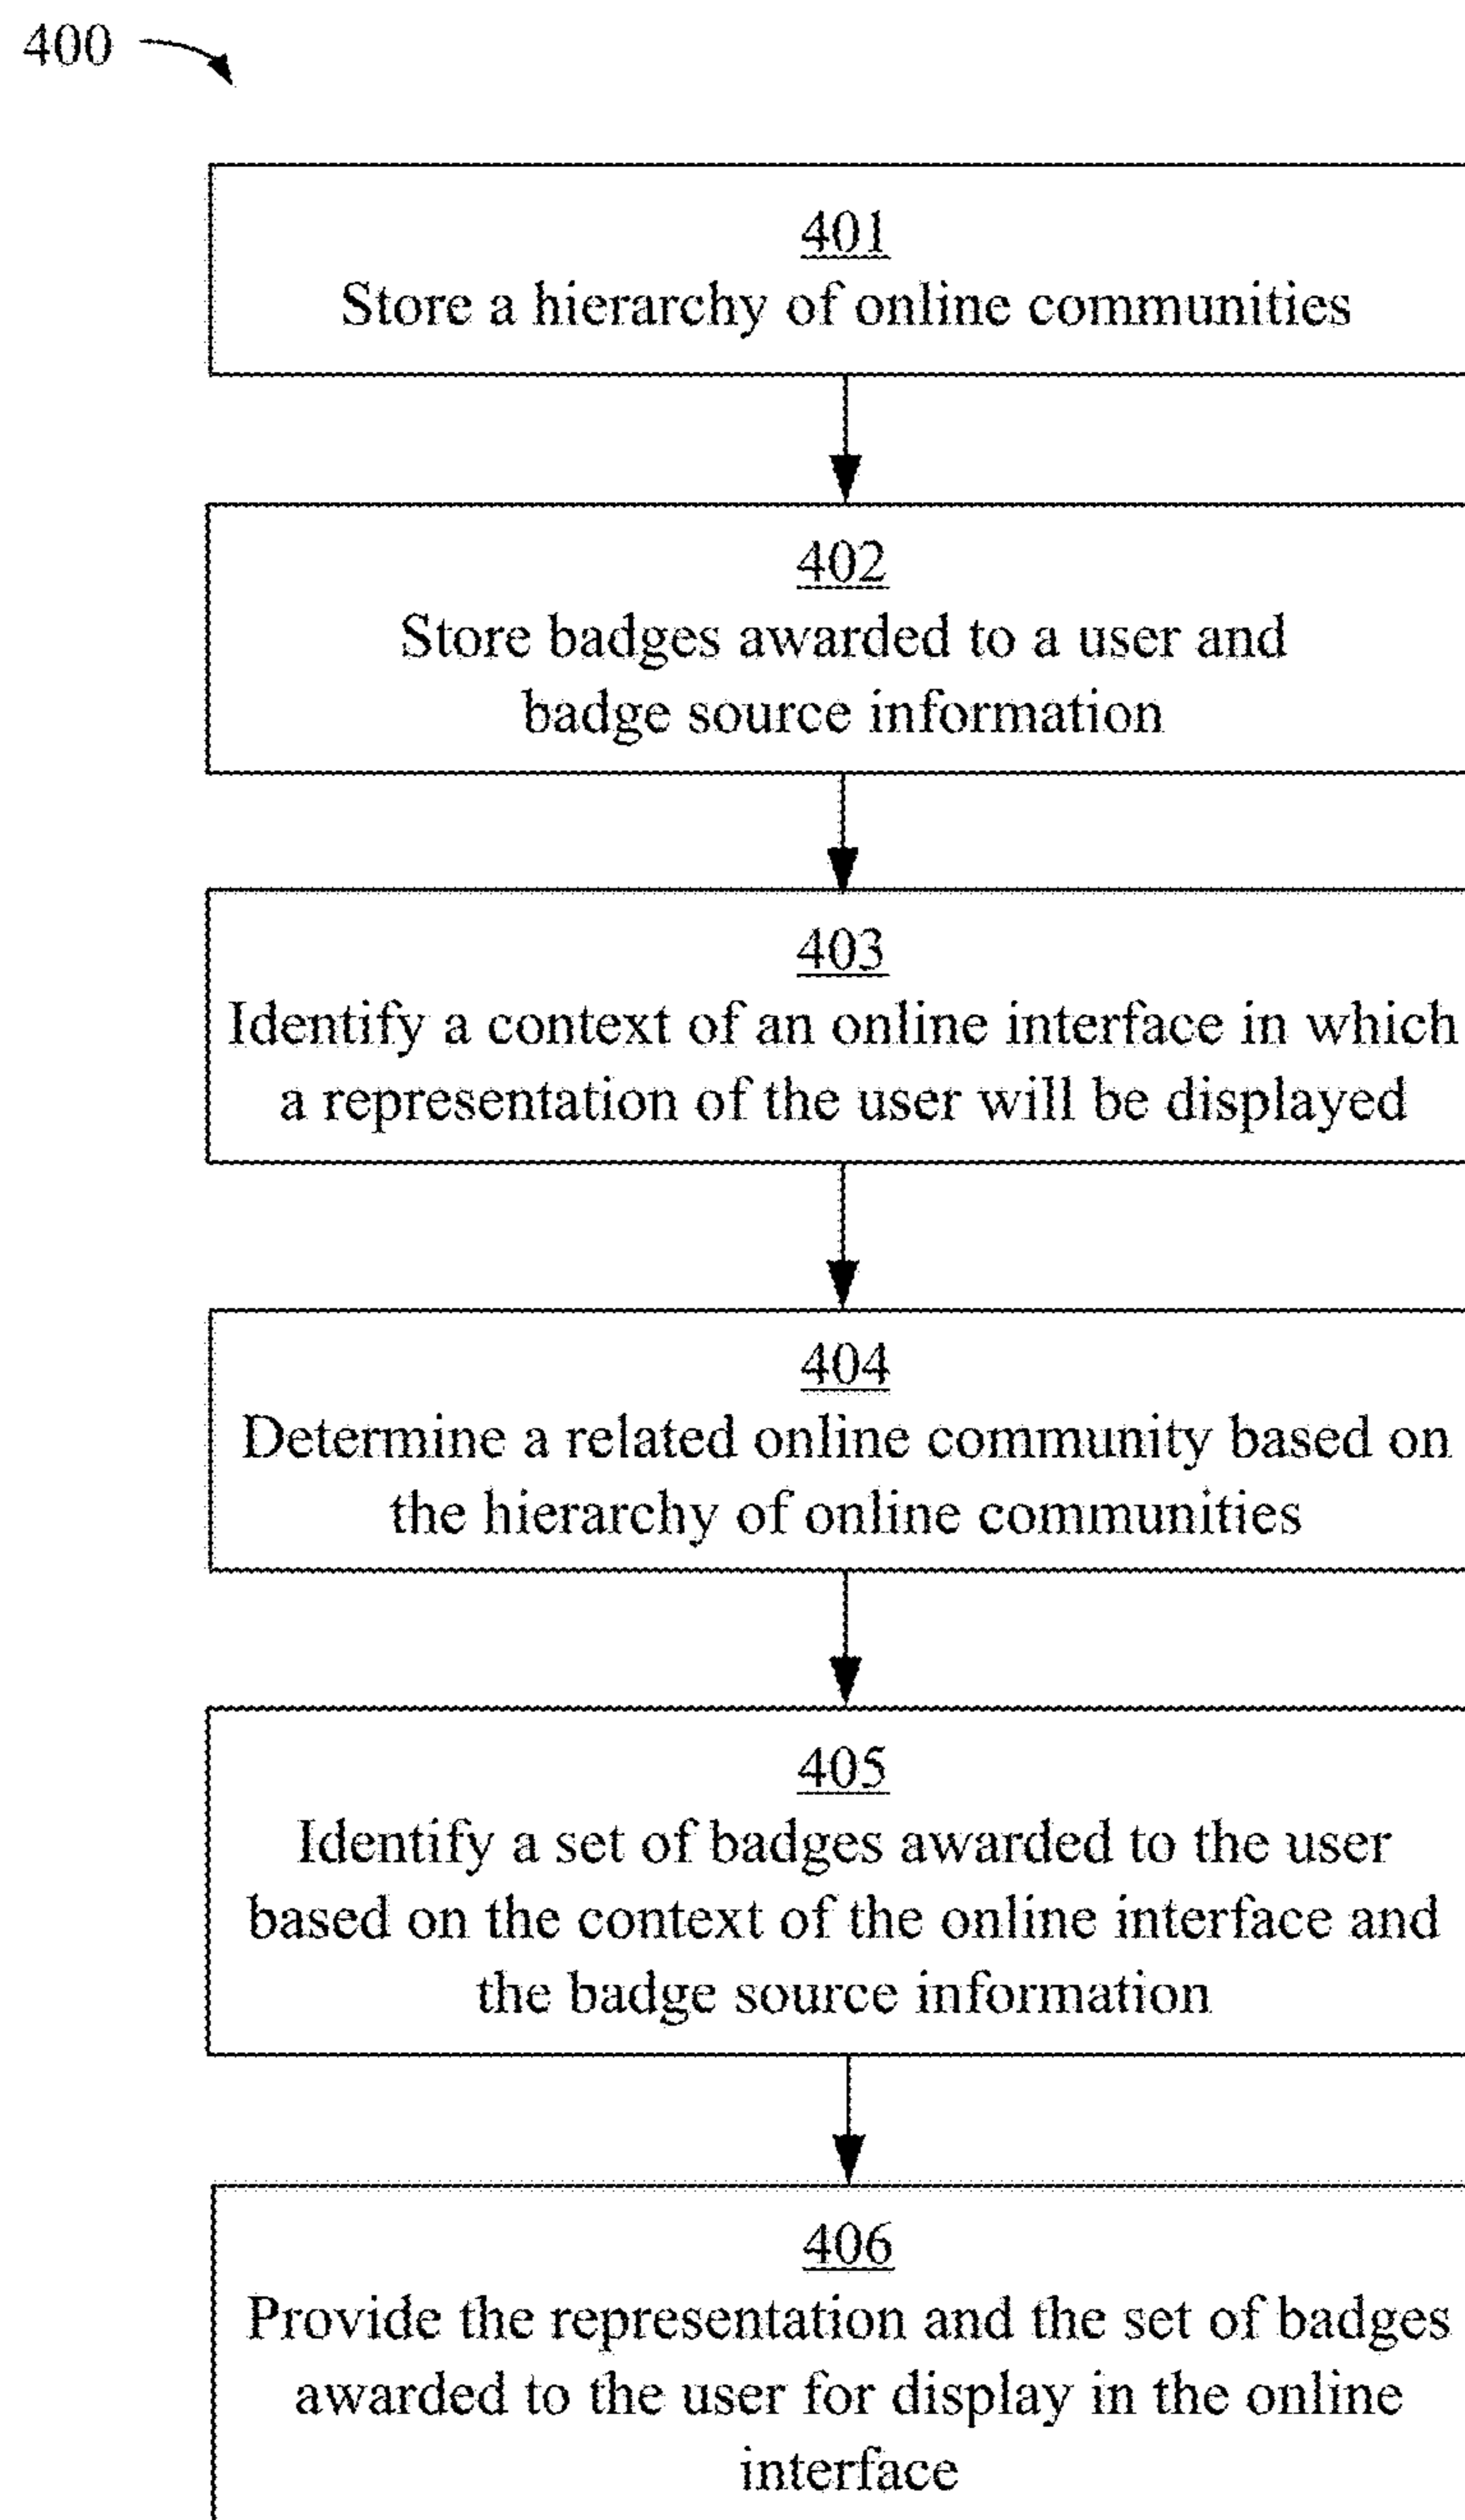 400
401
Store a hierarchy of online communities
402
Store badges awarded to a user and
badge source information
403
Identify a context of an online interface in which
a representation of the user will be displayed
404
Determine a related online community based on
the hierarchy of online communities
405
Identify a set of badges awarded to the user
based on the context of the online interface and
the badge source information
406
Provide the representation and the set of badges
awarded to the user for display in the online
interface